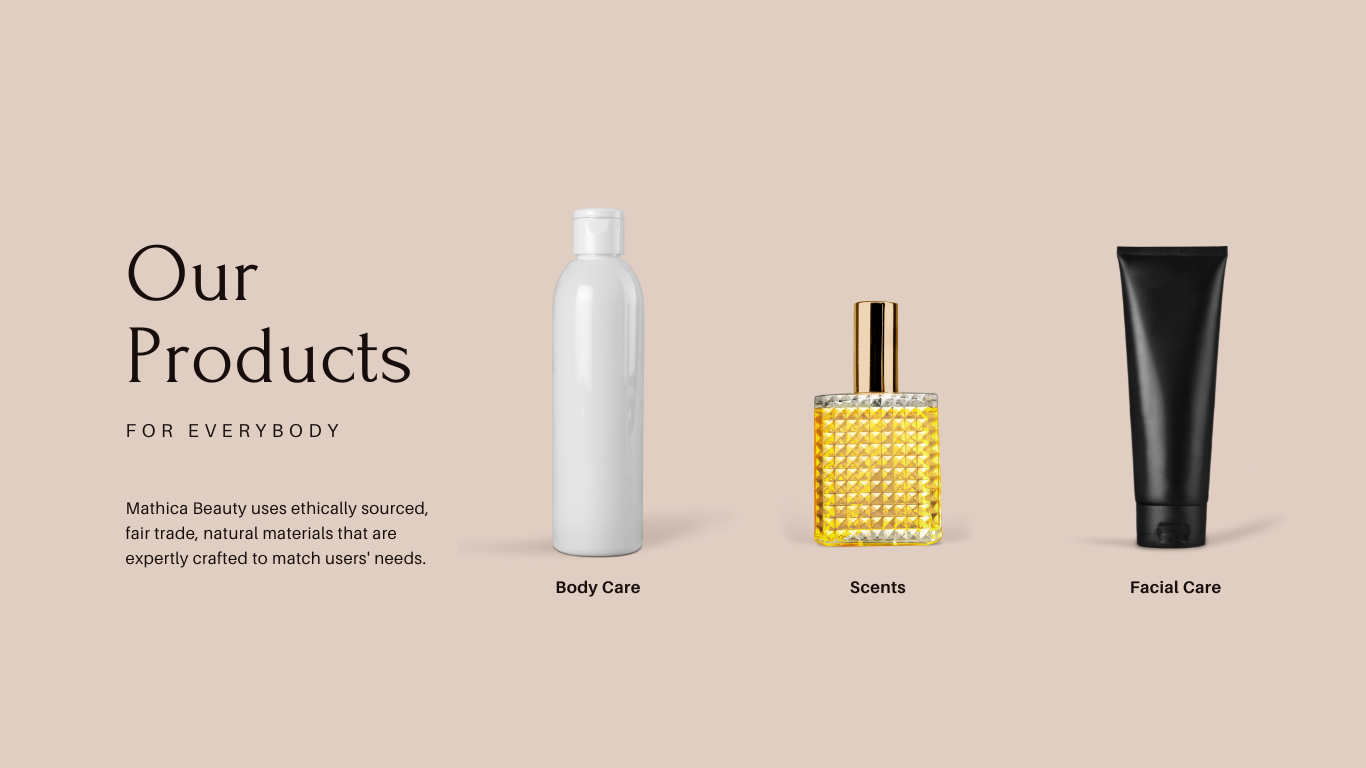 Our
Products
FOR EVERYBODY
Mathica Beauty uses ethically sourced,
fair trade, natural materials that are
expertly crafted to match users' needs.
Body Care
Scents
Facial Care